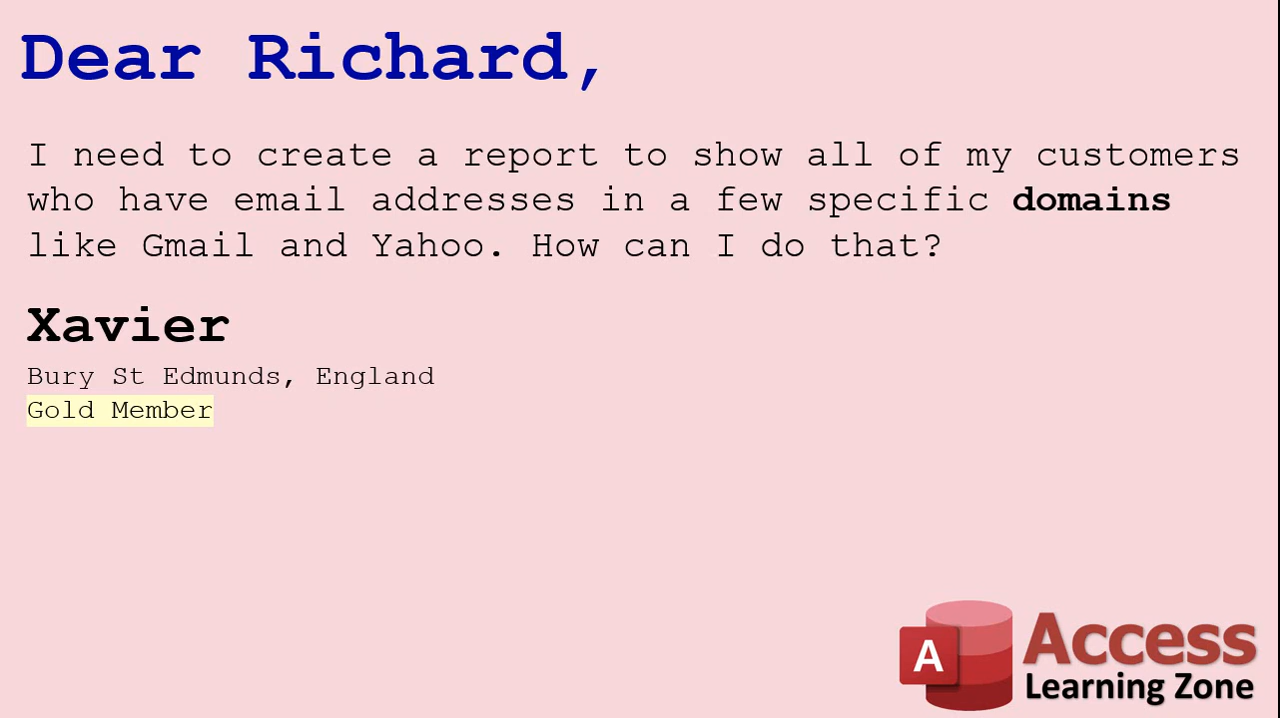 Dear Richard,
I need to create a report to show all of my customers
who have email addresses in a few specific domains
like Gmail and Yahoo. How can I do that?
Xavier
Bury St Edmunds, England
Gold Member
A
Access
Learning Zone